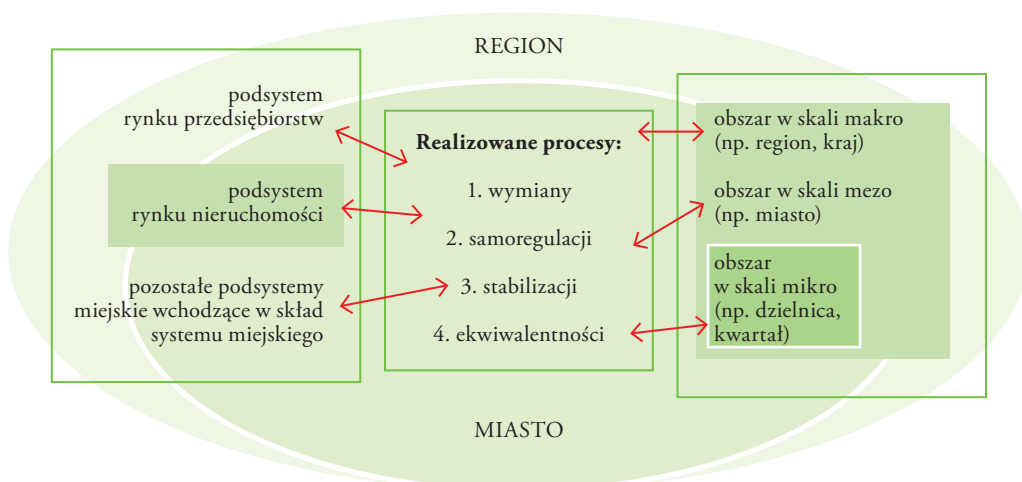 REGION
podsystem
rynku przedsiębiorstw
podsystem
rynku nieruchomości
pozostałe podsystemy
miejskie wchodzące w skład
systemu miejskiego
Realizowane procesy:
1. wymiany
2. samoregulacji
3. stabilizacji
4. ekwiwalentności
obszar w skali makro
(np. region, kraj)
obszar w skali mezo
(np. miasto)
obszar
w skali mikro
(np. dzielnica,
kwartał)
MIASTO